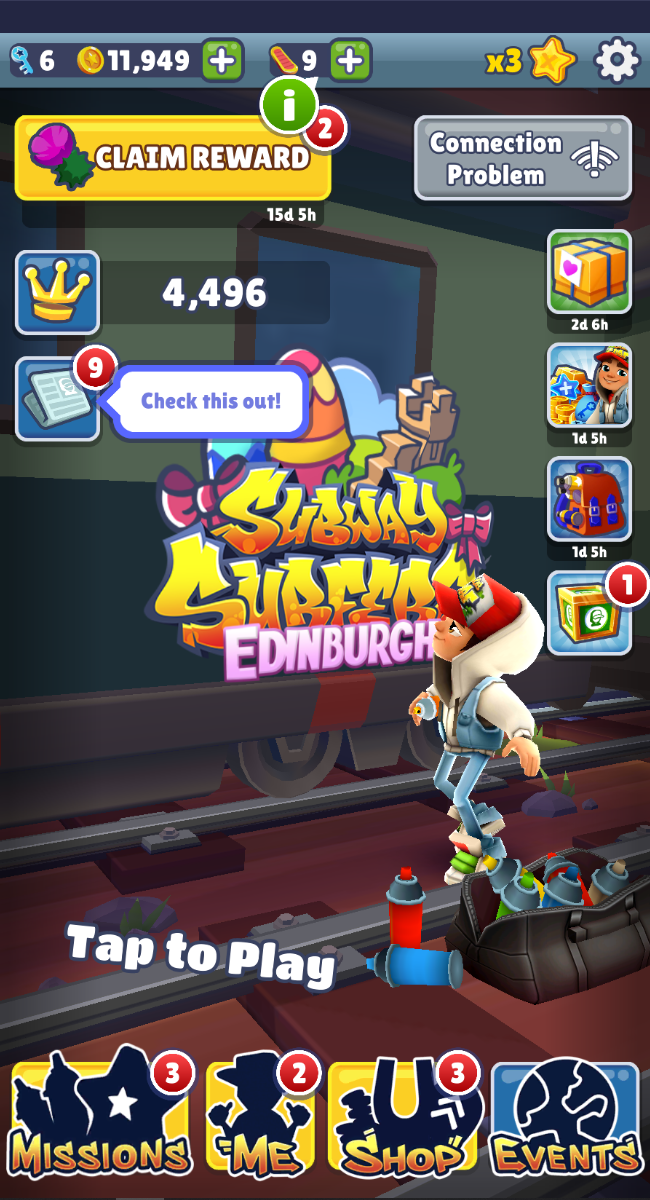 6
11,949
9
x3
2
CLAIM REWARD
15d 5h
Connection
Problem
4,496
2d 6h
9
Check this out!
1d 5h
1d 5h
1
SUBWAY
SURFERS
EDINBURGH
Tap to Play
3
MISSIONS
2
ME
3
SHOP
EVENTS